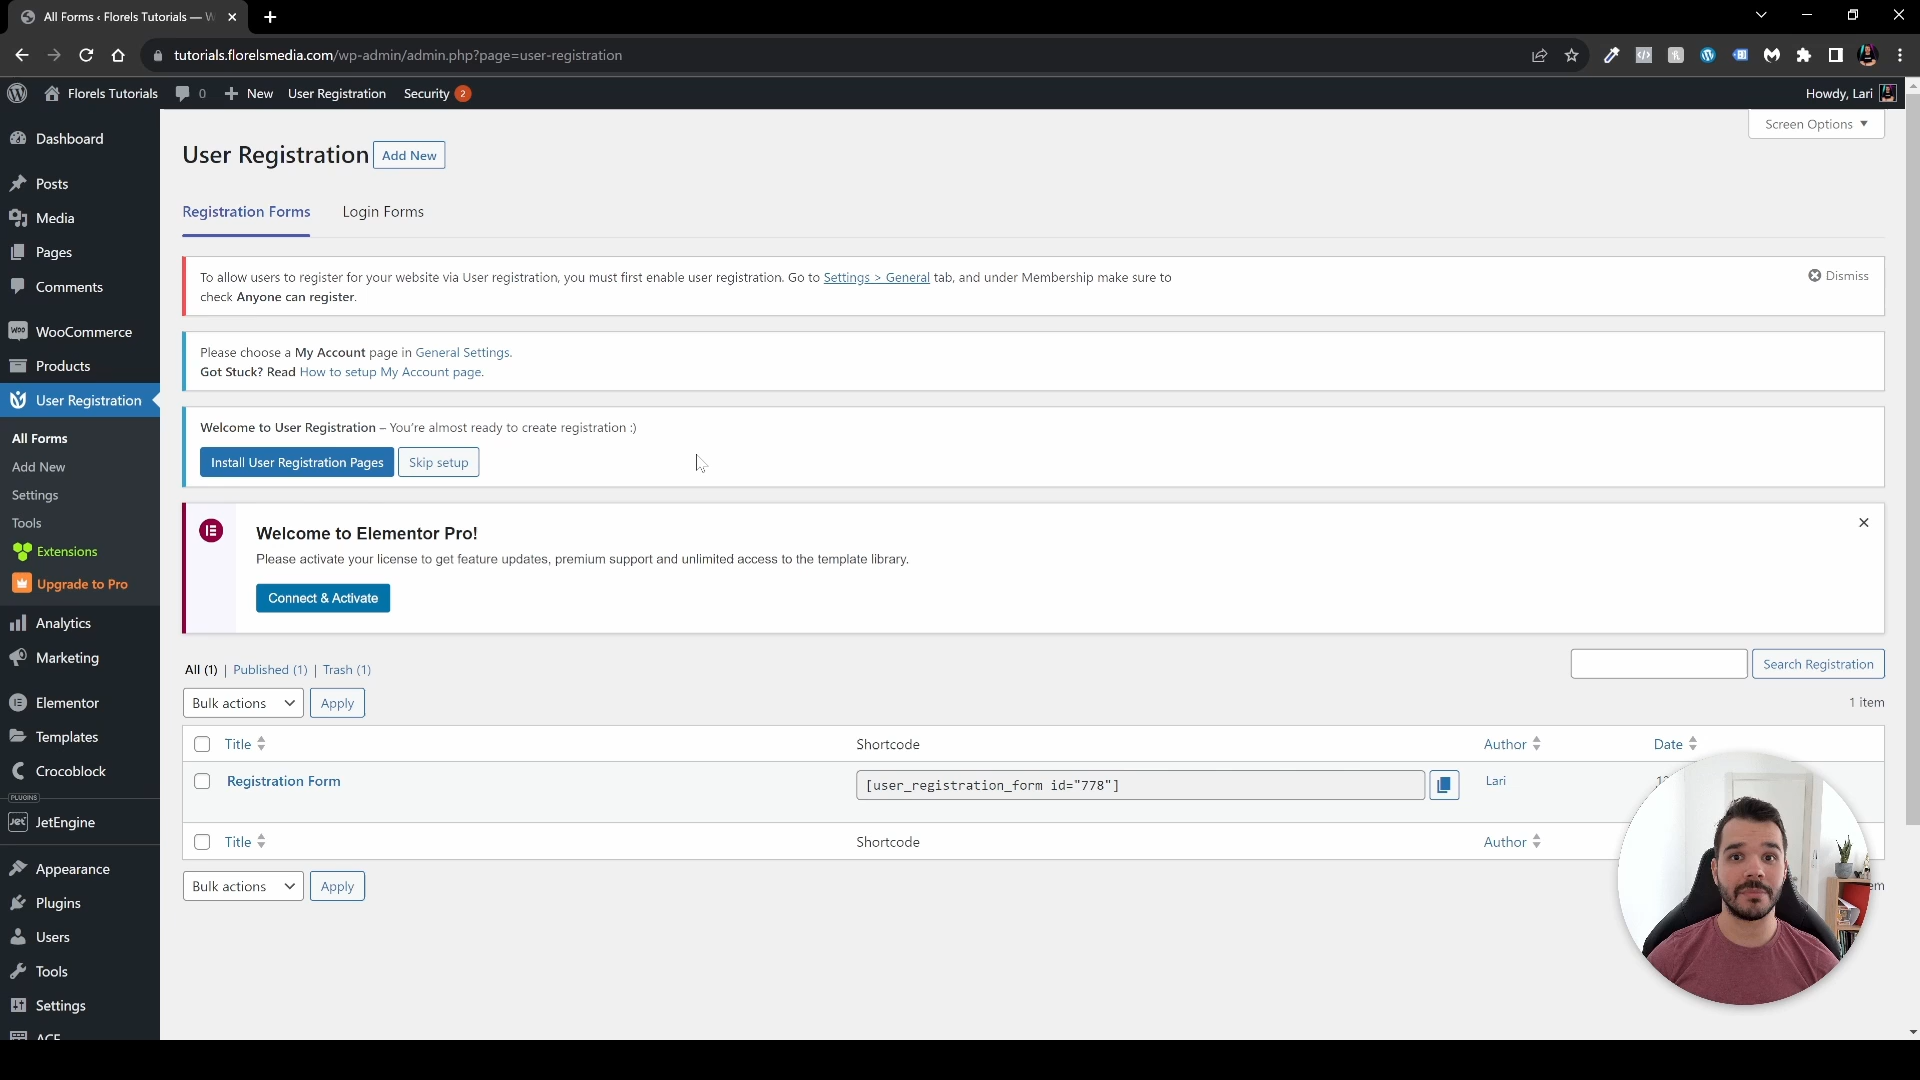 All Forms ‹ Florels Tutorials — W
tutorials.florelsmedia.com/wp-admin/admin.php?page=user-registration
Florels Tutorials 0 New User Registration Security 2
Howdy, Lari
Screen Options
Dashboard
Posts
Media
Pages
Comments
WooCommerce
Products
User Registration
All Forms
Add New
Settings
Tools
Extensions
Upgrade to Pro
Analytics
Marketing
Elementor
Templates
Crocoblock
PLUGINS
JetEngine
Appearance
Plugins
Users
Tools
Settings
ACF
User Registration Add New
Registration Forms Login Forms
To allow users to register for your website via User registration, you must first enable user registration. Go to Settings > General tab, and under Membership make sure to
check Anyone can register.
Dismiss
Please choose a My Account page in General Settings.
Got Stuck? Read How to setup My Account page.
Welcome to User Registration – You're almost ready to create registration :)
Install User Registration Pages Skip setup
Welcome to Elementor Pro!
Please activate your license to get feature updates, premium support and unlimited access to the template library.
Connect & Activate
All (1) | Published (1) | Trash (1)
Search Registration
Bulk actions Apply
1 item
Title Shortcode Author Date
Registration Form [user_registration_form id="778"] Lari
Title Shortcode Author
Bulk actions Apply